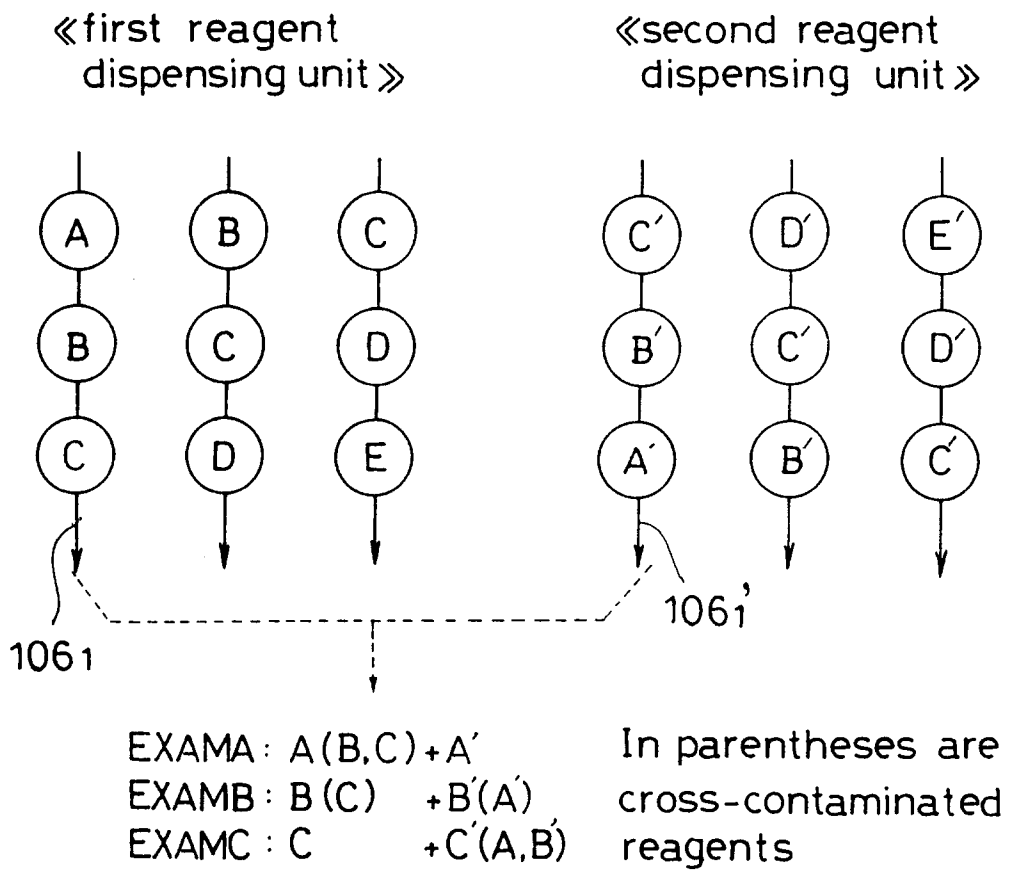 ≪first reagent
dispensing unit≫
≪second reagent
dispensing unit≫
A
B
C
B
C
D
C
D
E
C′
B′
A′
D′
C′
B′
E′
D′
C′
1061
1061′
EXAMA : A(B,C)+A′
EXAMB : B(C) +B′(A′)
EXAMC : C +C′(A,B′)
In parentheses are
cross-contaminated
reagents